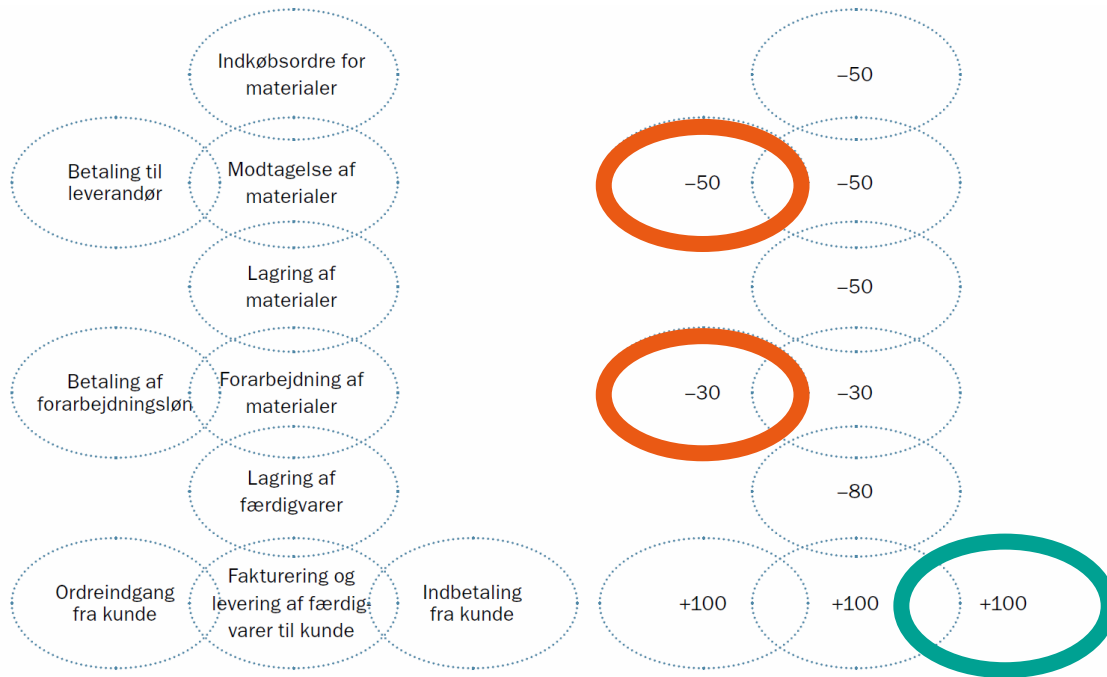 Indkøbsordre for
materialer
Betaling til
leverandør
Modtagelse af
materialer
Lagring af
materialer
Betaling af
forarbejdningsløn
Forarbejdning af
materialer
Lagring af
færdigvarer
Ordreindgang
fra kunde
Fakturering og
levering af færdig-
varer til kunde
Indbetaling
fra kunde
–50
–50
–50
–50
–30
–30
–80
+100
+100
+100